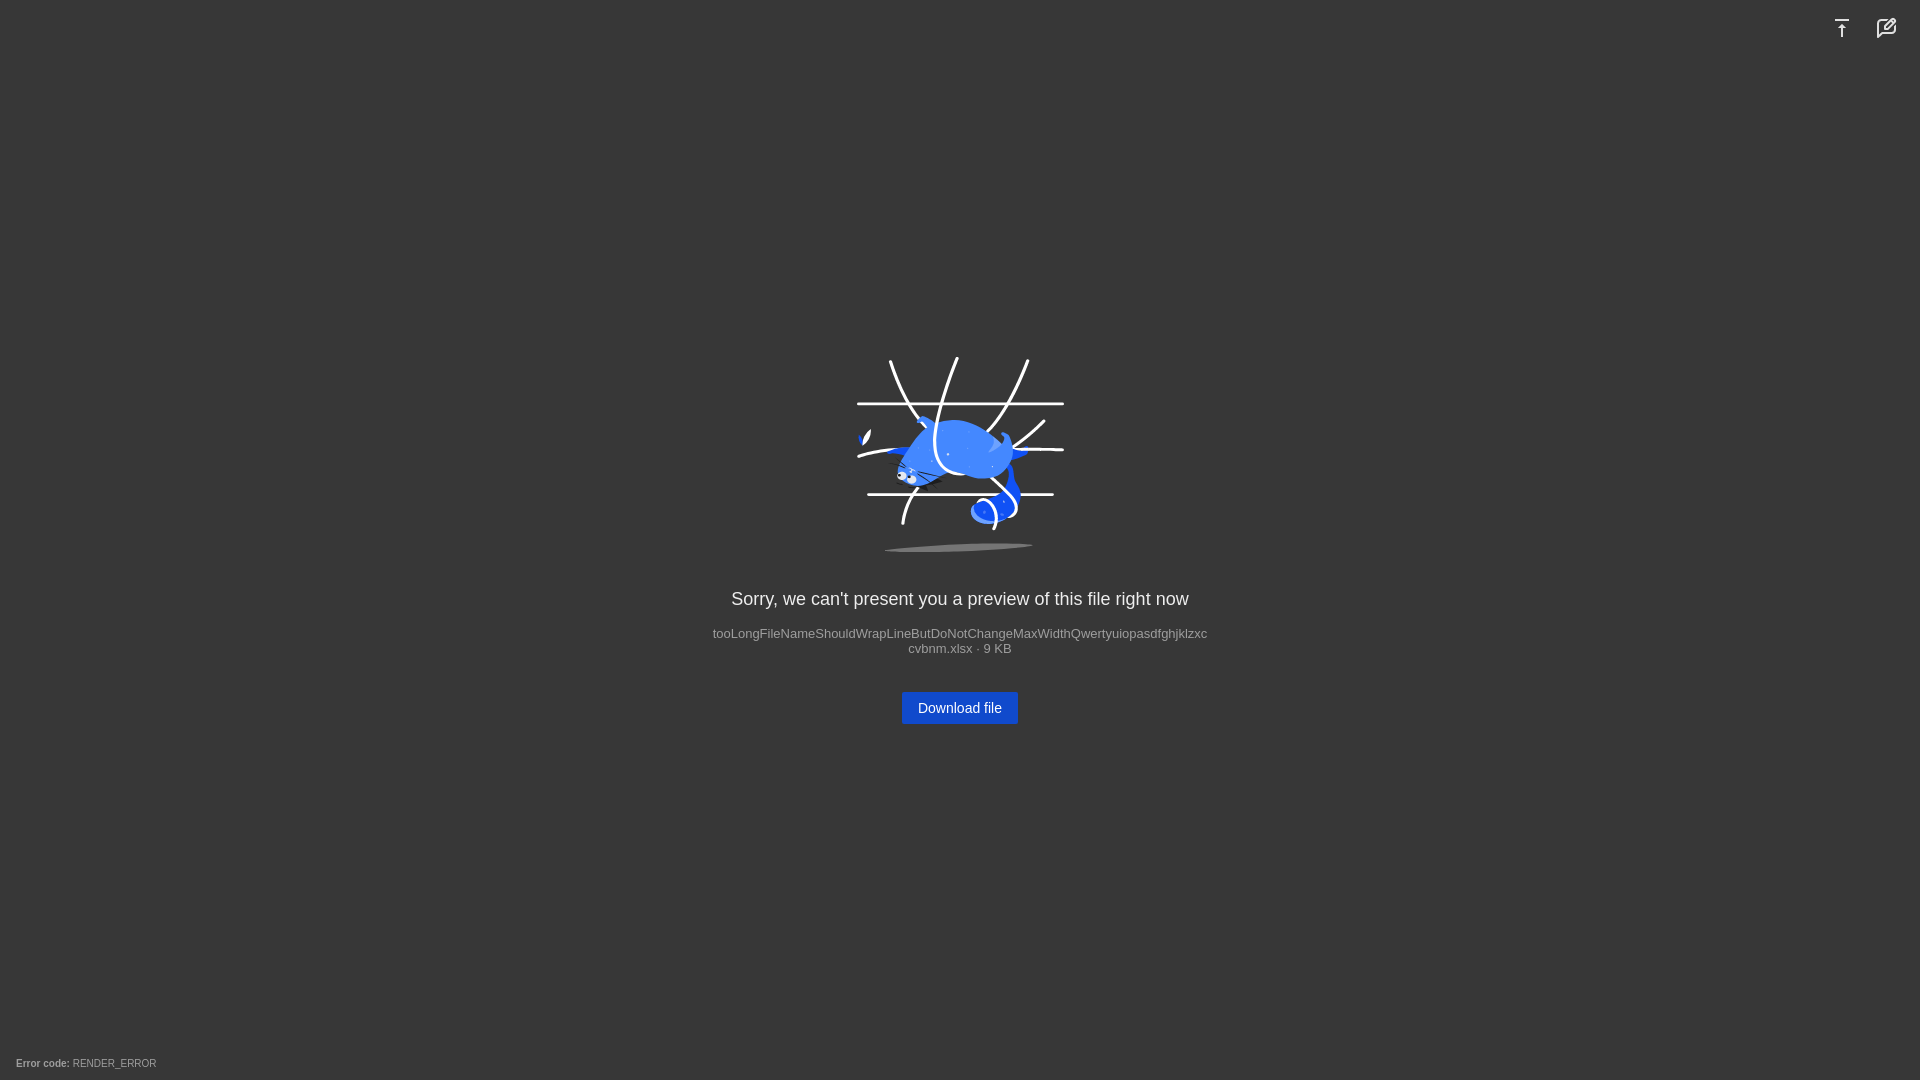 Sorry, we can't present you a preview of this file right now
tooLongFileNameShouldWrapLineButDoNotChangeMaxWidthQwertyuiopasdfghjklzxc
cvbnm.xlsx · 9 KB
Download file
Error code: RENDER_ERROR